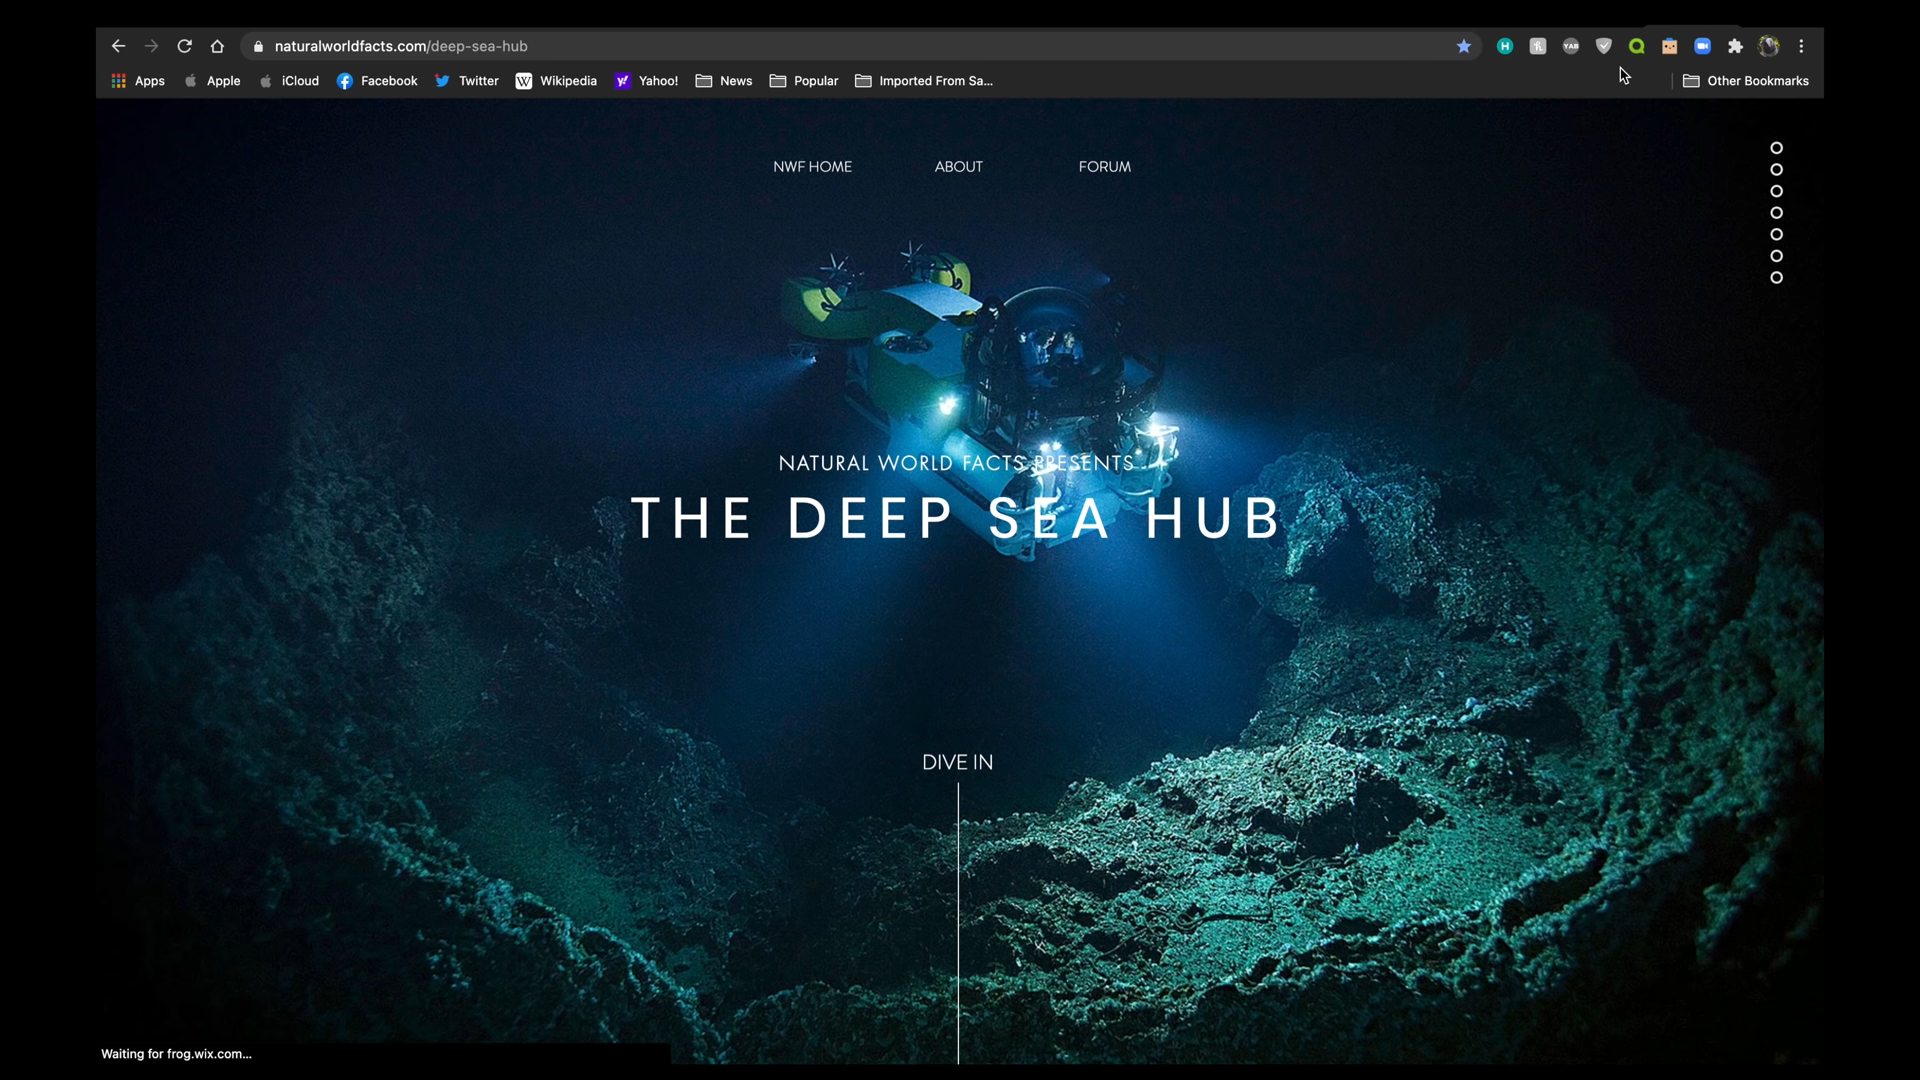 naturalworldfacts.com/deep-sea-hub
YAB
Apps Apple iCloud Facebook Twitter W Wikipedia y! Yahoo! News Popular Imported From Sa... Other Bookmarks
NWF HOME ABOUT FORUM
NATURAL WORLD FACTS PRESENTS
THE DEEP SEA HUB
DIVE IN
Waiting for frog.wix.com...